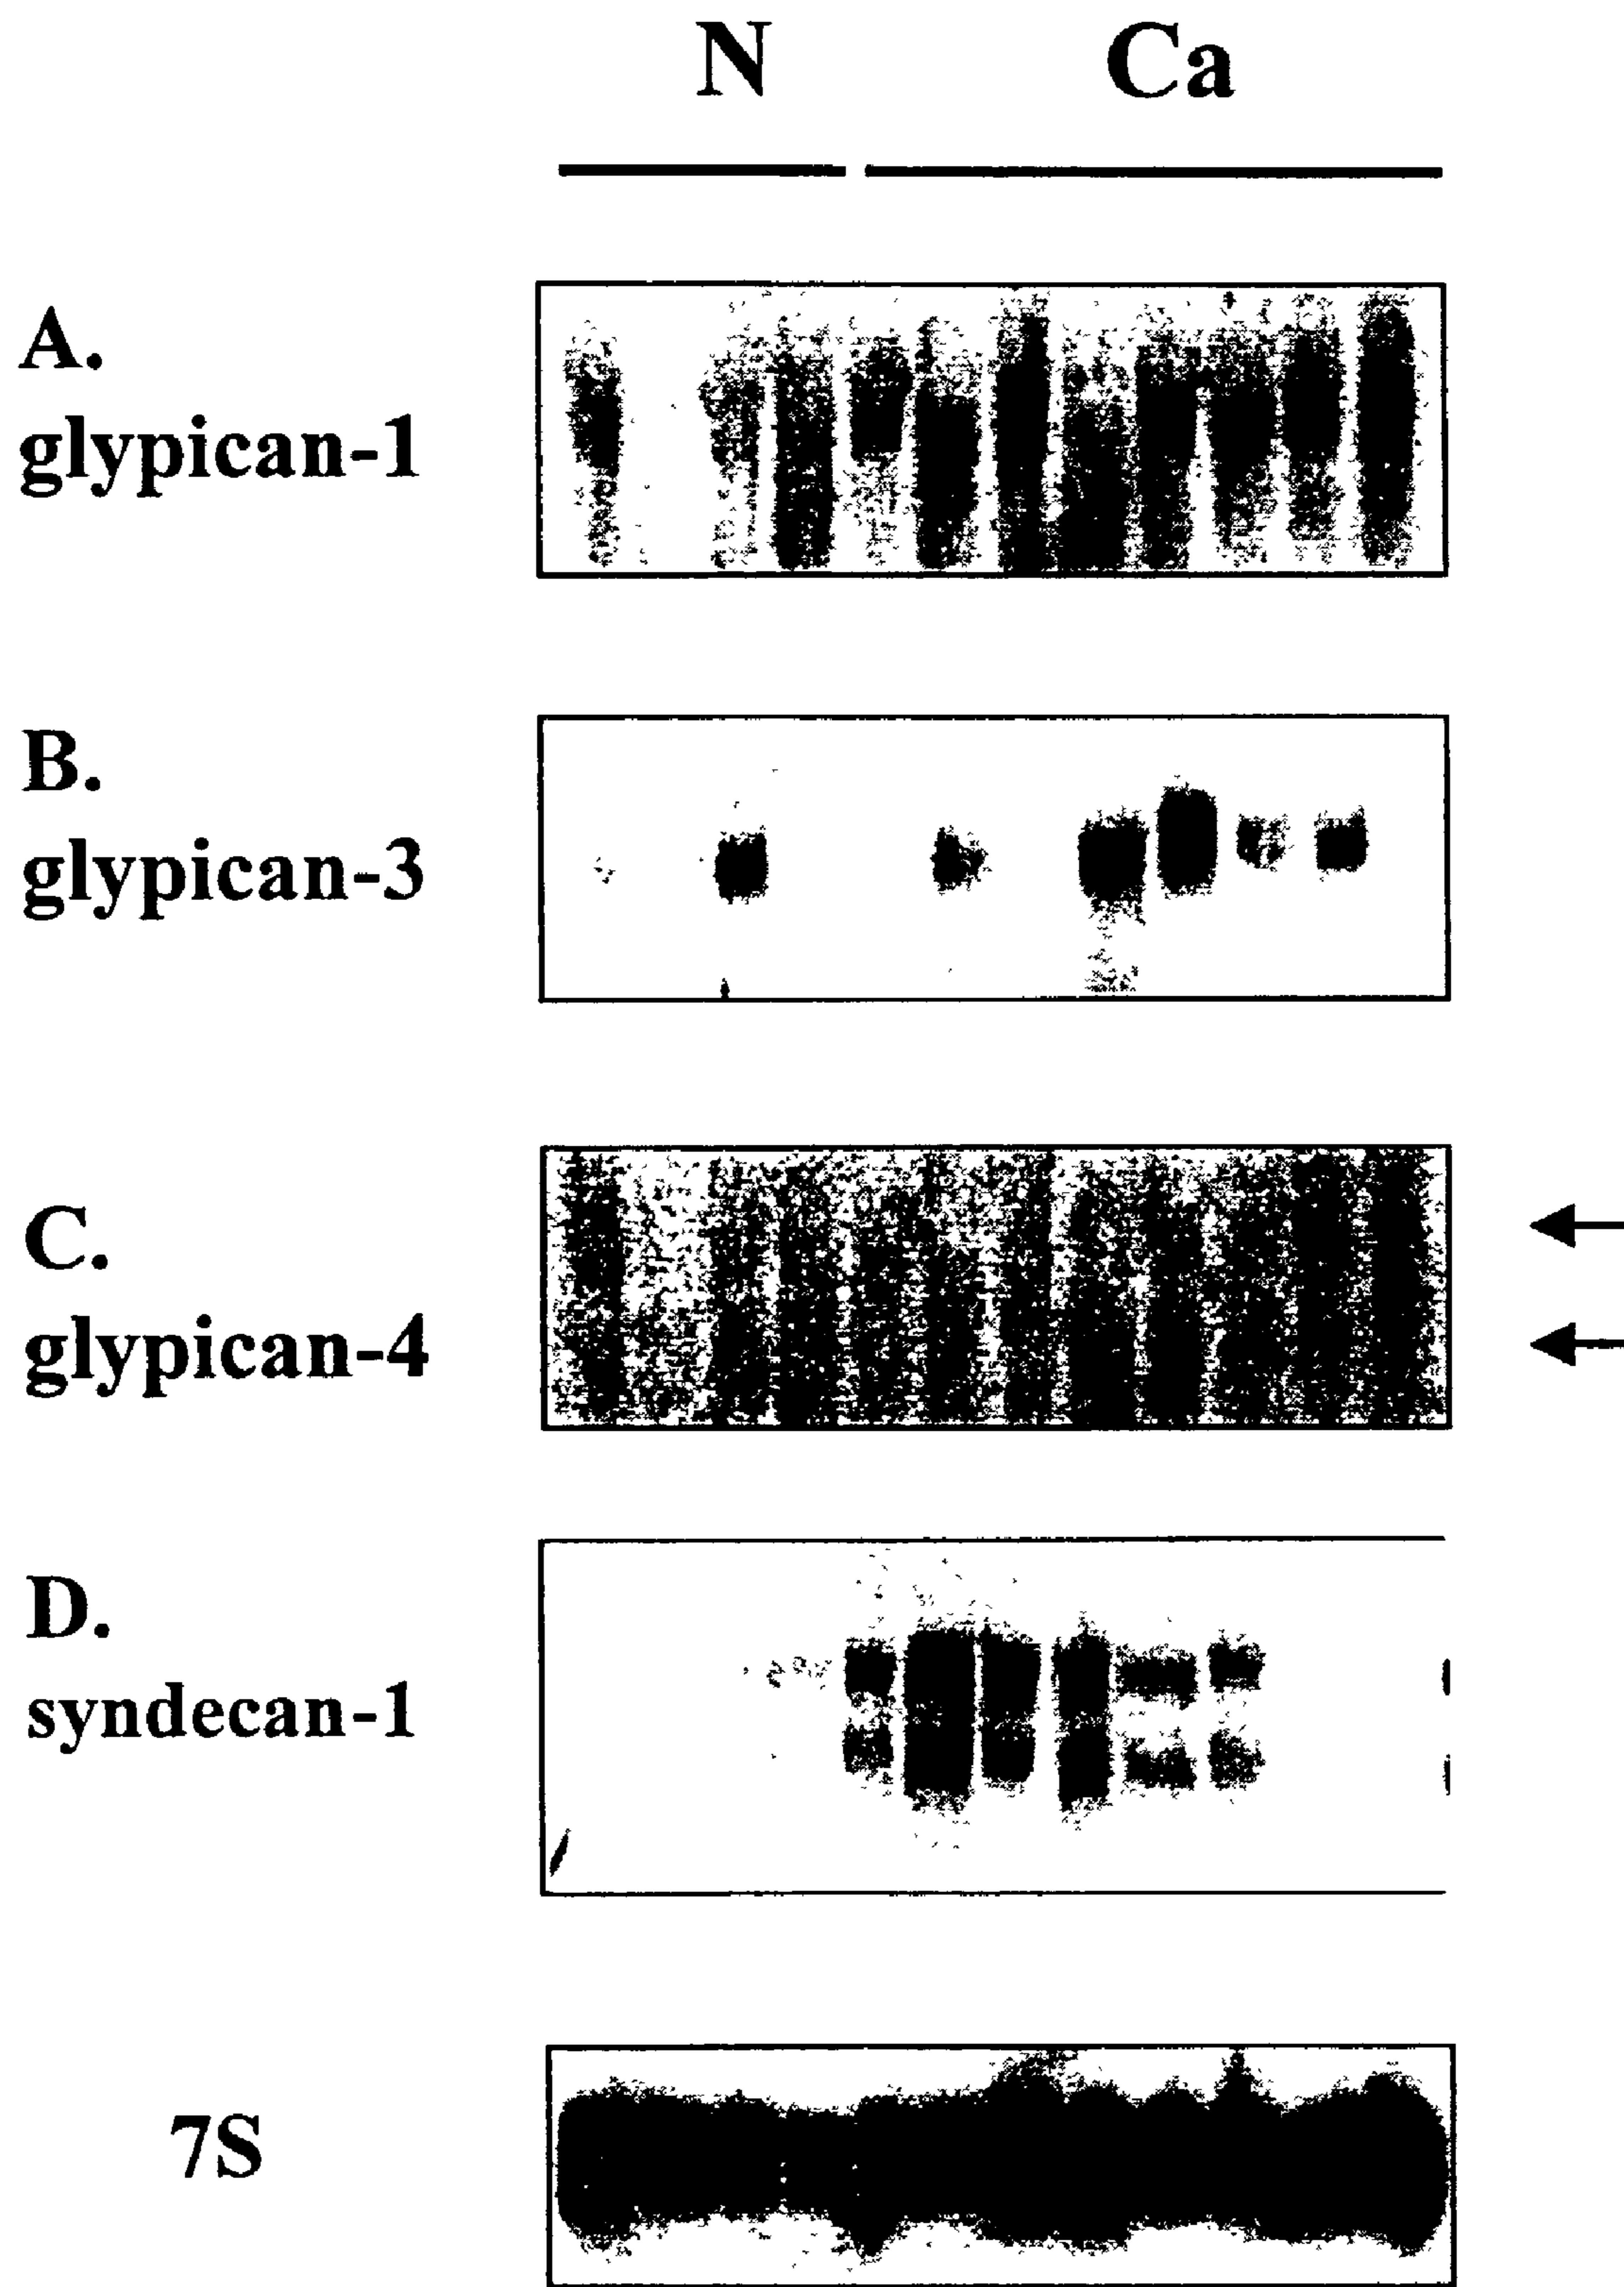 N Ca
A.
glypican-1
B.
glypican-3
C.
glypican-4
D.
syndecan-1
7S